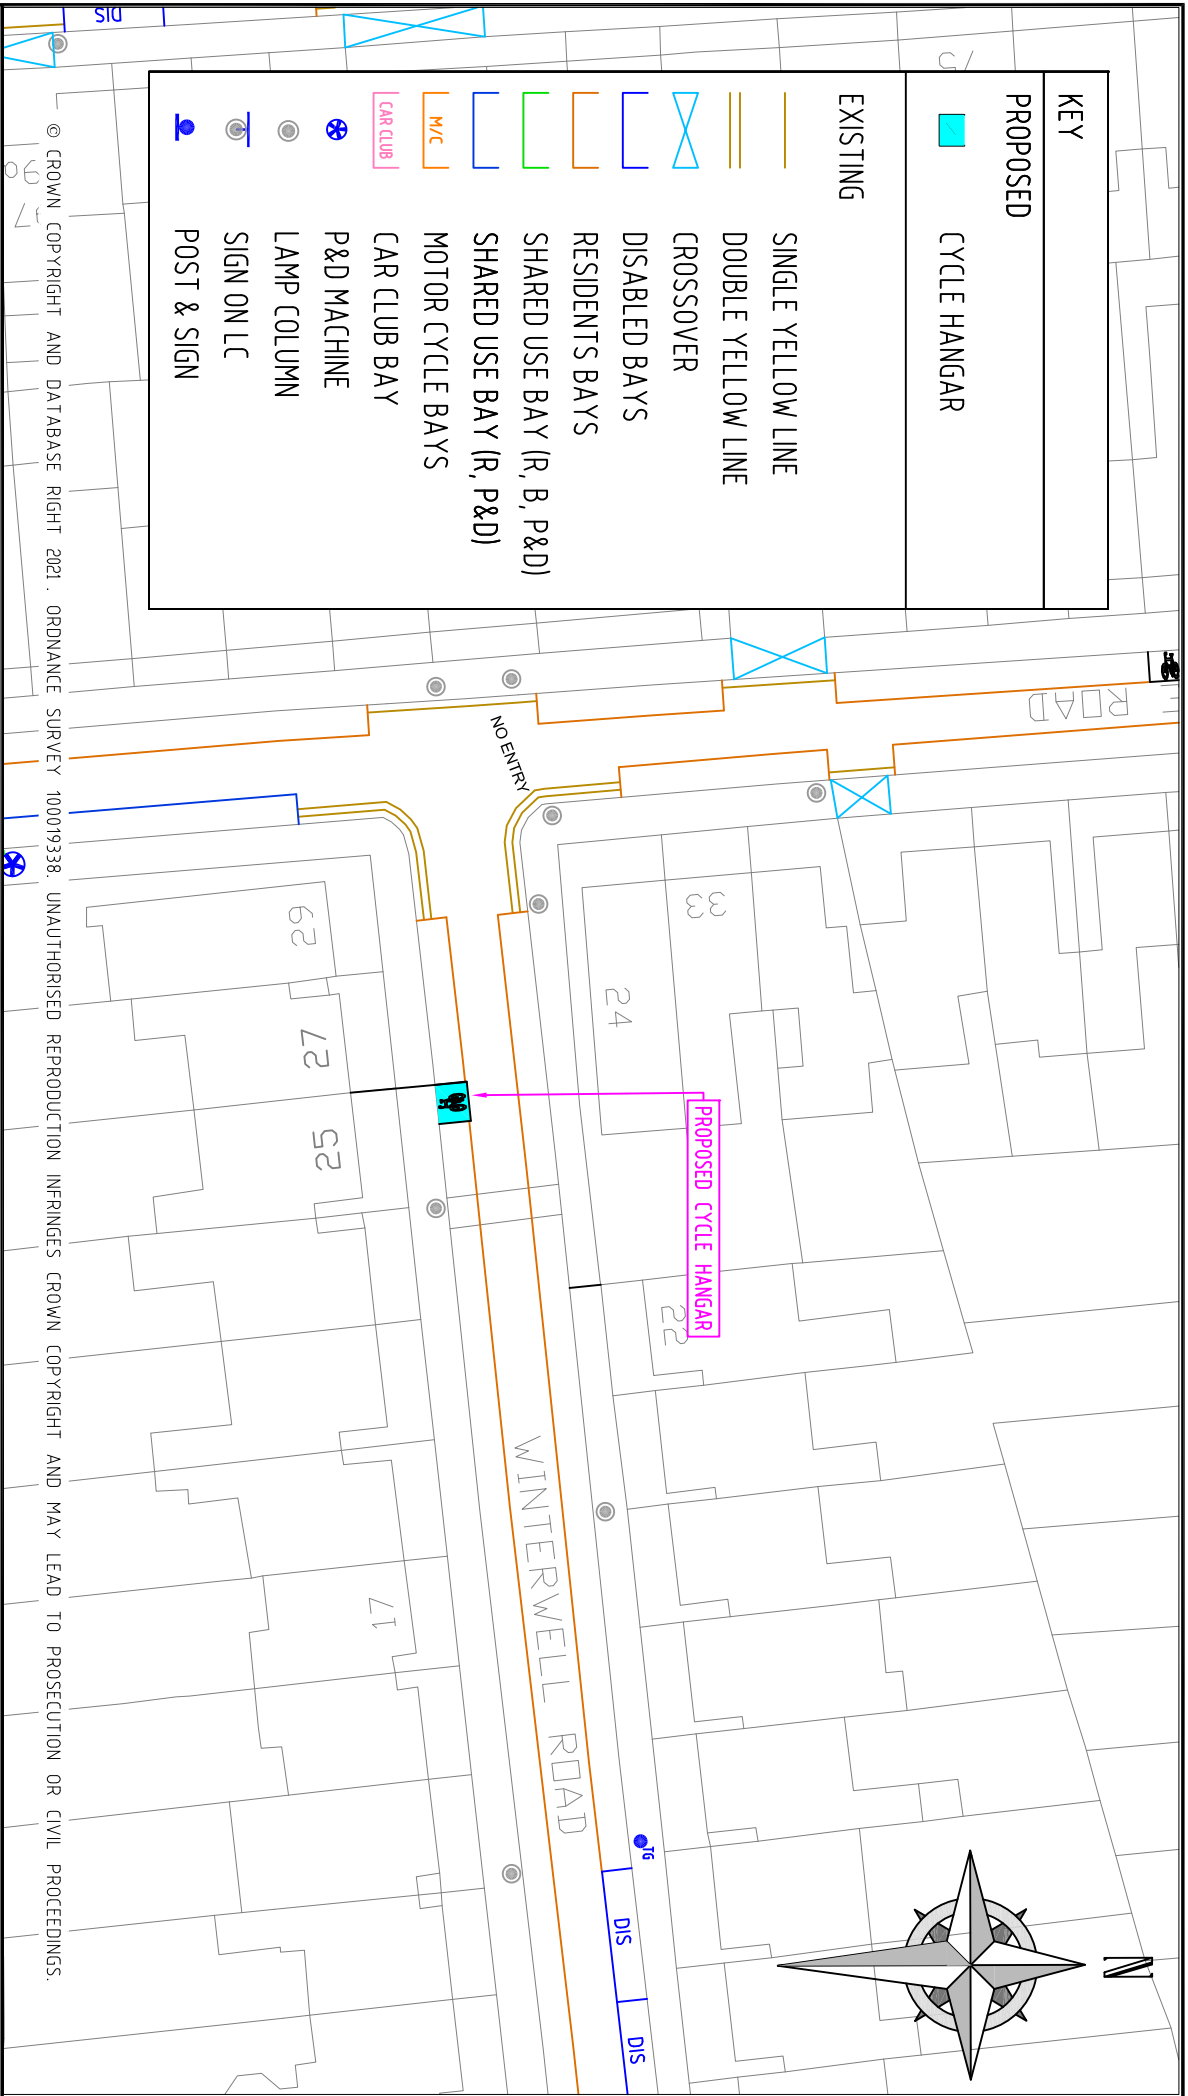 KEY
PROPOSED
CYCLE HANGAR
EXISTING
SINGLE YELLOW LINE
DOUBLE YELLOW LINE
CROSSOVER
DISABLED BAYS
RESIDENTS BAYS
SHARED USE BAY (R, B, P&D)
SHARED USE BAY (R, P&D)
M/C MOTOR CYCLE BAYS
CAR CLUB CAR CLUB BAY
P&D MACHINE
LAMP COLUMN
SIGN ON LC
POST & SIGN
N
ROAD
NO ENTRY
33
24
PROPOSED CYCLE HANGAR
22
WINTERWELL ROAD
TG
DIS
DIS
29
27
25
17
DIS
75
© CROWN COPYRIGHT AND DATABASE RIGHT 2021. ORDNANCE SURVEY 100019338. UNAUTHORISED REPRODUCTION INFRINGES CROWN COPYRIGHT AND MAY LEAD TO PROSECUTION OR CIVIL PROCEEDINGS.